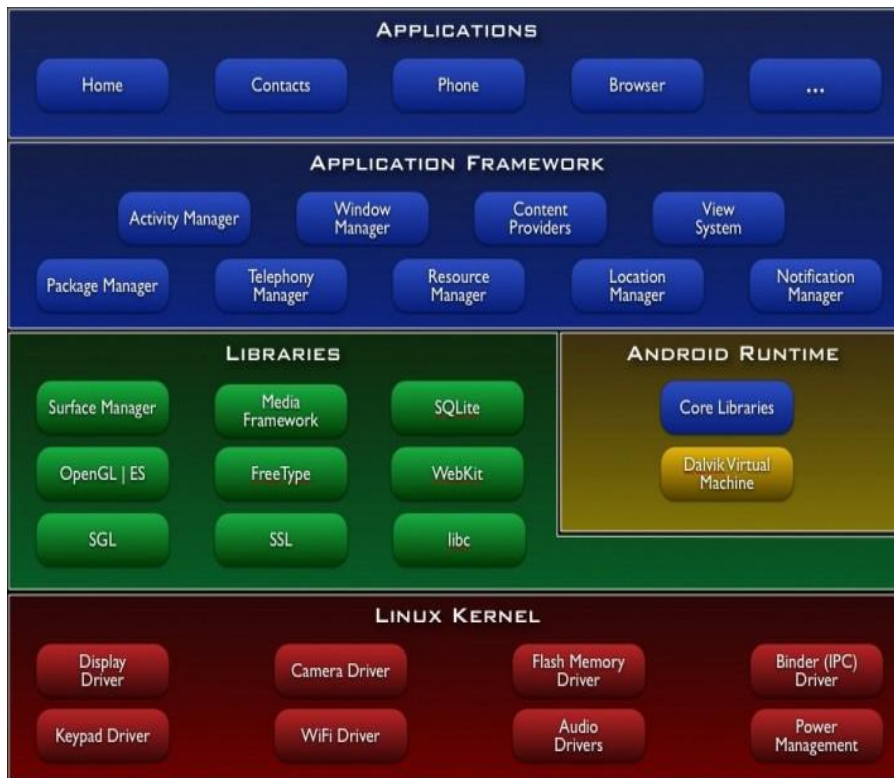 APPLICATIONS
Home
Contacts
Phone
Browser
...
APPLICATION FRAMEWORK
Activity Manager
Window
Manager
Content
Providers
View
System
Package Manager
Telephony
Manager
Resource
Manager
Location
Manager
Notification
Manager
LIBRARIES
Surface Manager
Media
Framework
SQLite
OpenGL | ES
FreeType
WebKit
SGL
SSL
libc
ANDROID RUNTIME
Core Libraries
Dalvik Virtual
Machine
LINUX KERNEL
Display
Driver
Camera Driver
Flash Memory
Driver
Binder (IPC)
Driver
Keypad Driver
WiFi Driver
Audio
Drivers
Power
Management